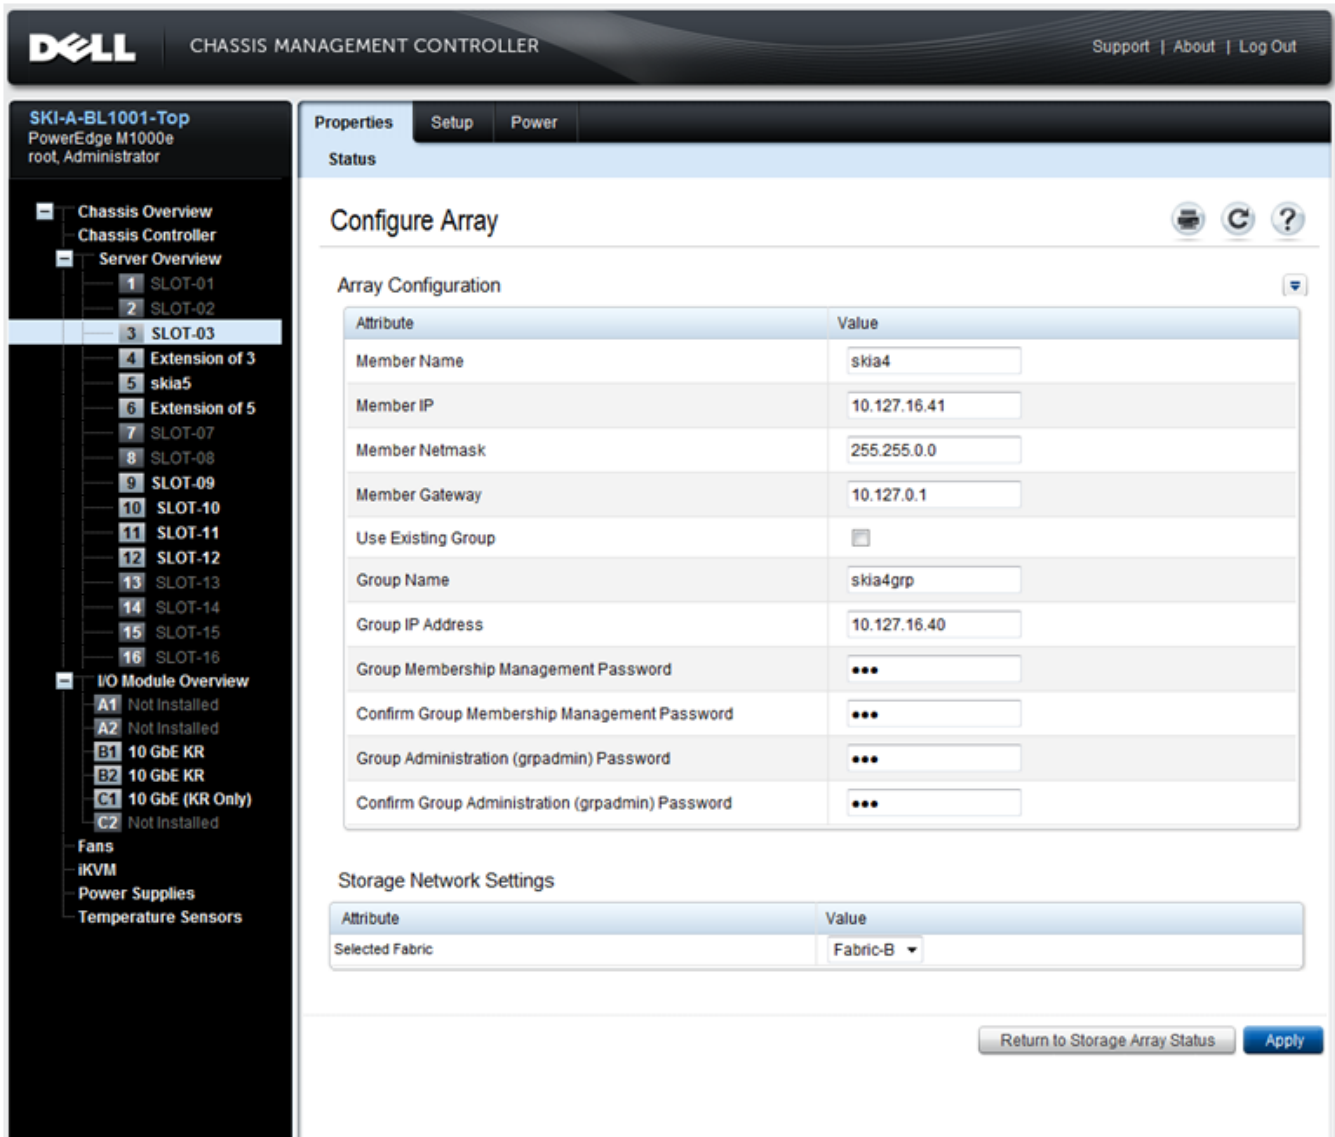 DELL CHASSIS MANAGEMENT CONTROLLER Support | About | Log Out
SKI-A-BL1001-Top
PowerEdge M1000e
root, Administrator
Chassis Overview
Chassis Controller
Server Overview
1 SLOT-01
2 SLOT-02
3 SLOT-03
4 Extension of 3
5 skia5
6 Extension of 5
7 SLOT-07
8 SLOT-08
9 SLOT-09
10 SLOT-10
11 SLOT-11
12 SLOT-12
13 SLOT-13
14 SLOT-14
15 SLOT-15
16 SLOT-16
I/O Module Overview
A1 Not Installed
A2 Not Installed
B1 10 GbE KR
B2 10 GbE KR
C1 10 GbE (KR Only)
C2 Not Installed
Fans
iKVM
Power Supplies
Temperature Sensors
Properties Setup Power
Status
Configure Array
Array Configuration
Attribute Value
Member Name skia4
Member IP 10.127.16.41
Member Netmask 255.255.0.0
Member Gateway 10.127.0.1
Use Existing Group
Group Name skia4grp
Group IP Address 10.127.16.40
Group Membership Management Password •••
Confirm Group Membership Management Password •••
Group Administration (grpadmin) Password •••
Confirm Group Administration (grpadmin) Password •••
Storage Network Settings
Attribute Value
Selected Fabric Fabric-B
Return to Storage Array Status Apply